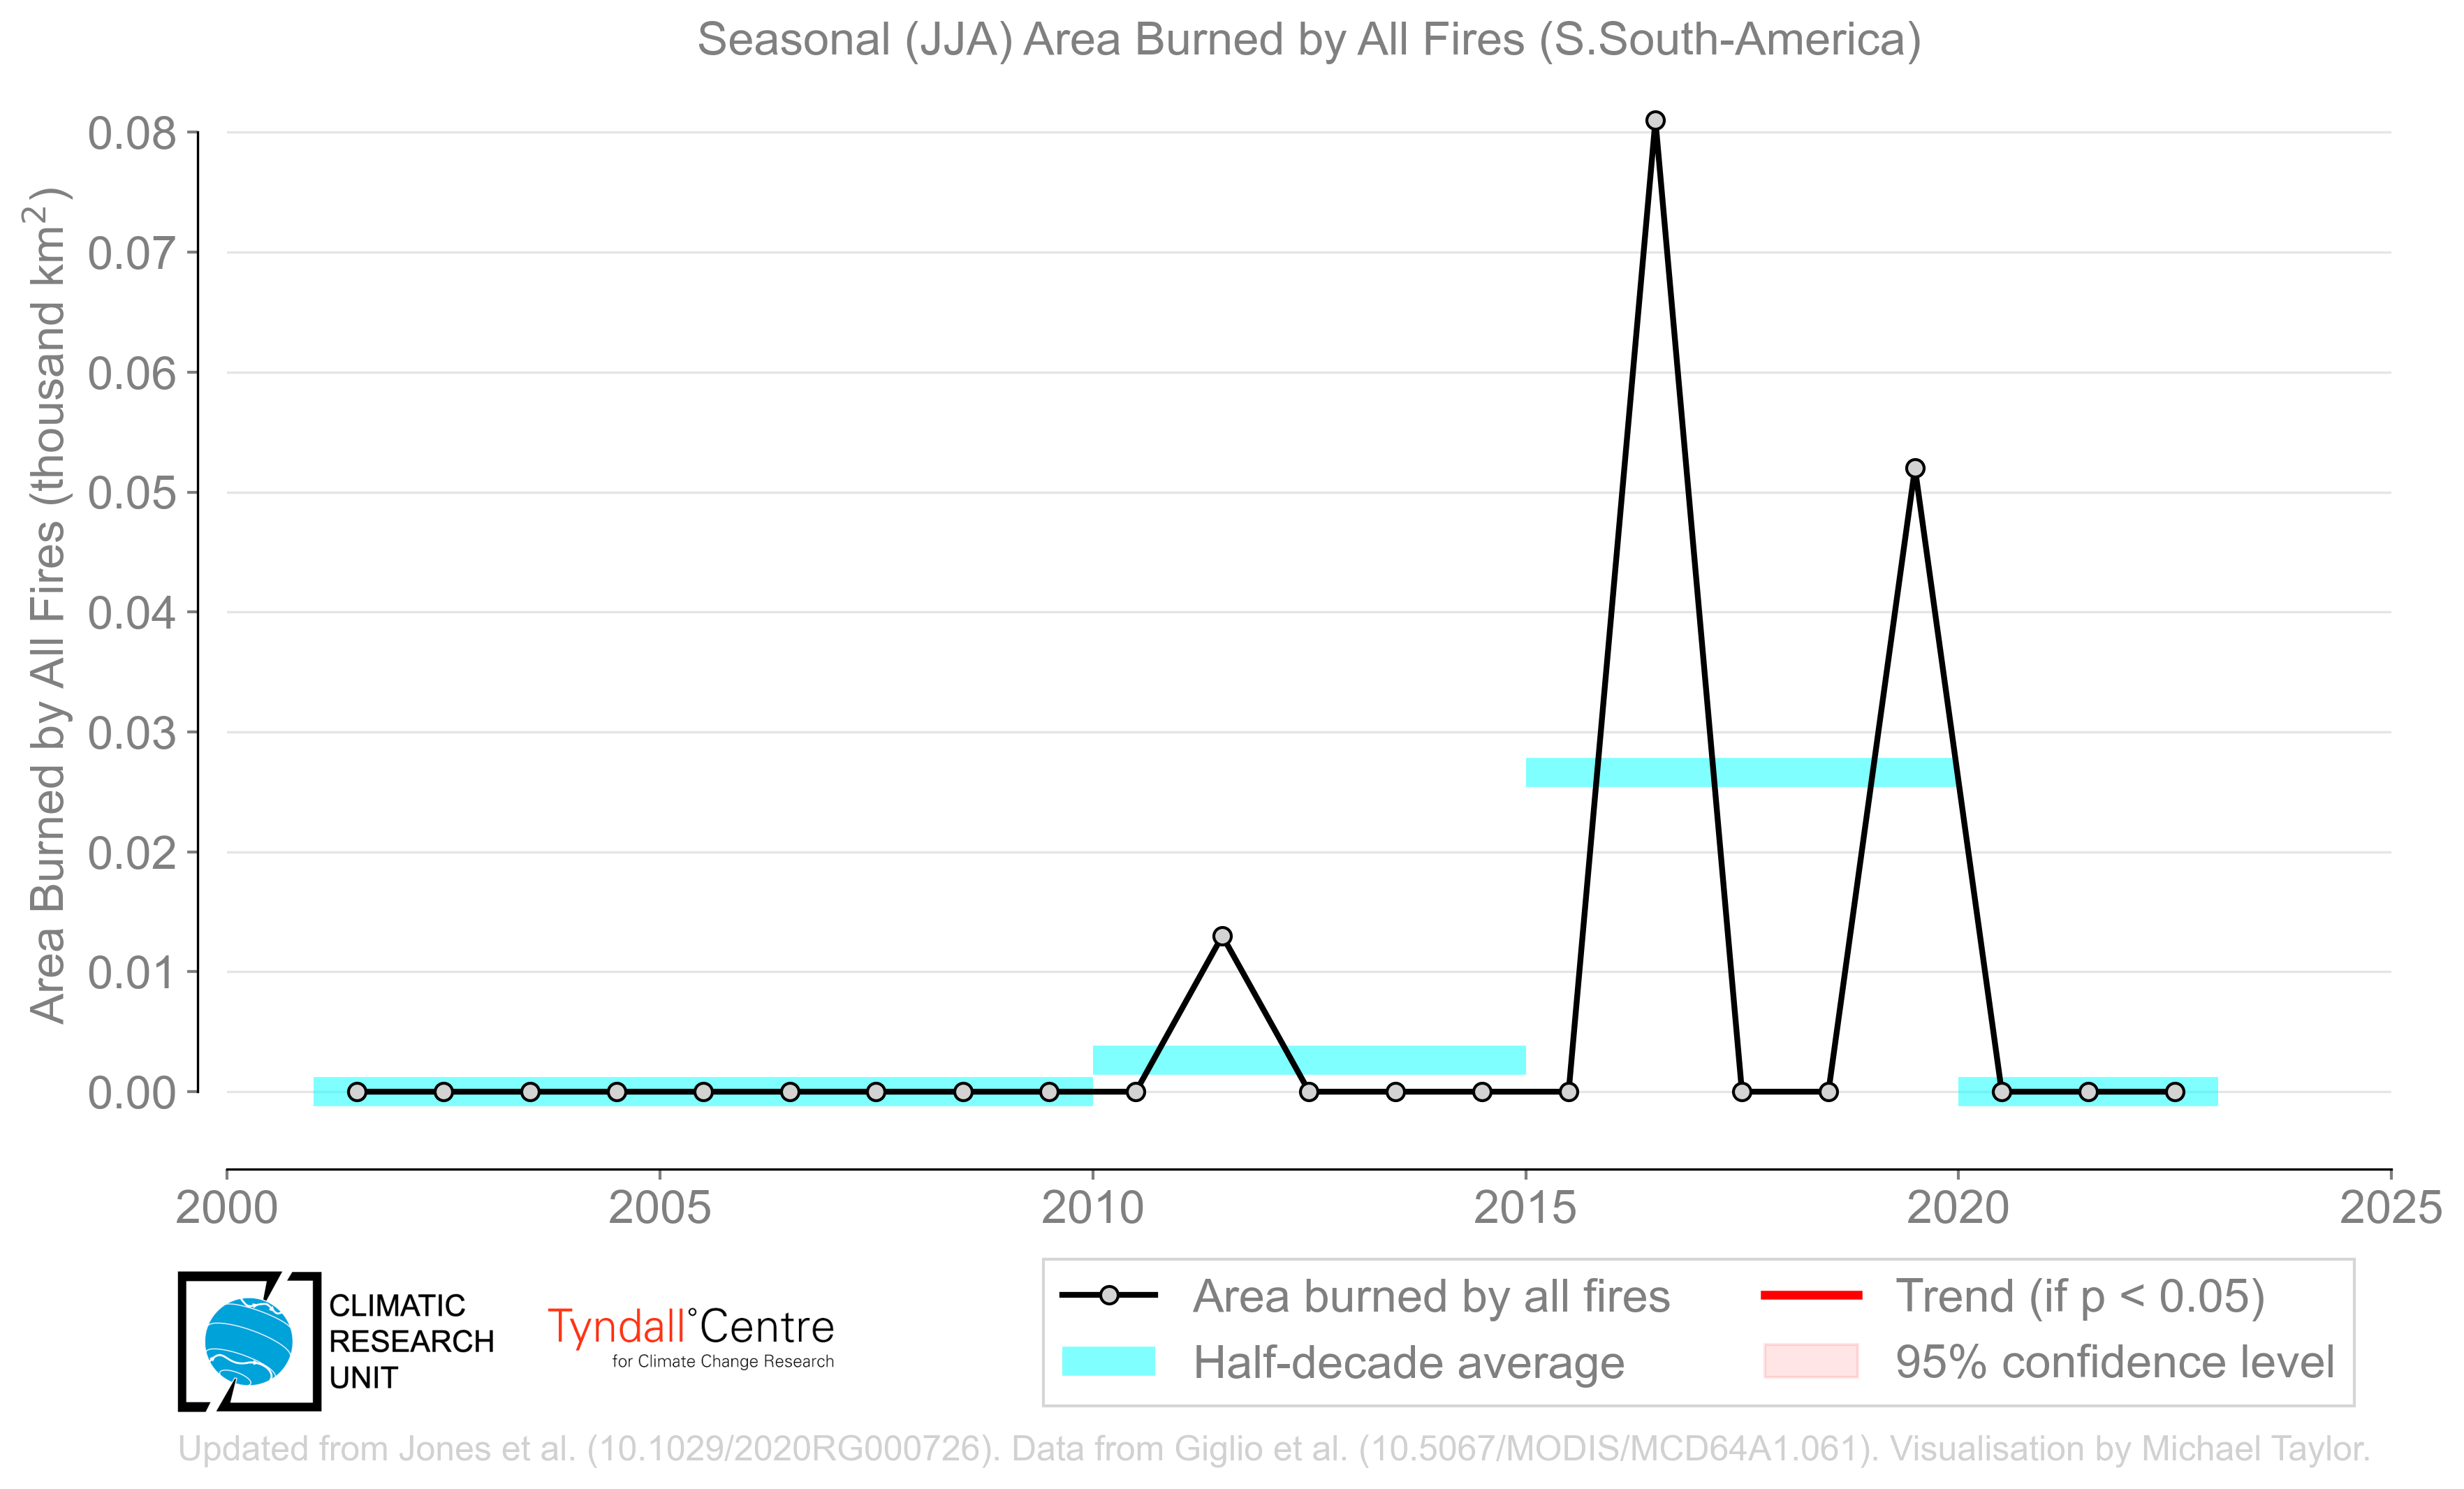 Seasonal (JJA) Area Burned by All Fires (S.South-America)
Area Burned by All Fires (thousand km²)
0.08
0.07
0.06
0.05
0.04
0.03
0.02
0.01
0.00
2000 2005 2010 2015 2020 2025
CLIMATIC
RESEARCH
UNIT
Tyndall°Centre
for Climate Change Research
Area burned by all fires
Half-decade average
Trend (if p < 0.05)
95% confidence level
Updated from Jones et al. (10.1029/2020RG000726). Data from Giglio et al. (10.5067/MODIS/MCD64A1.061). Visualisation by Michael Taylor.